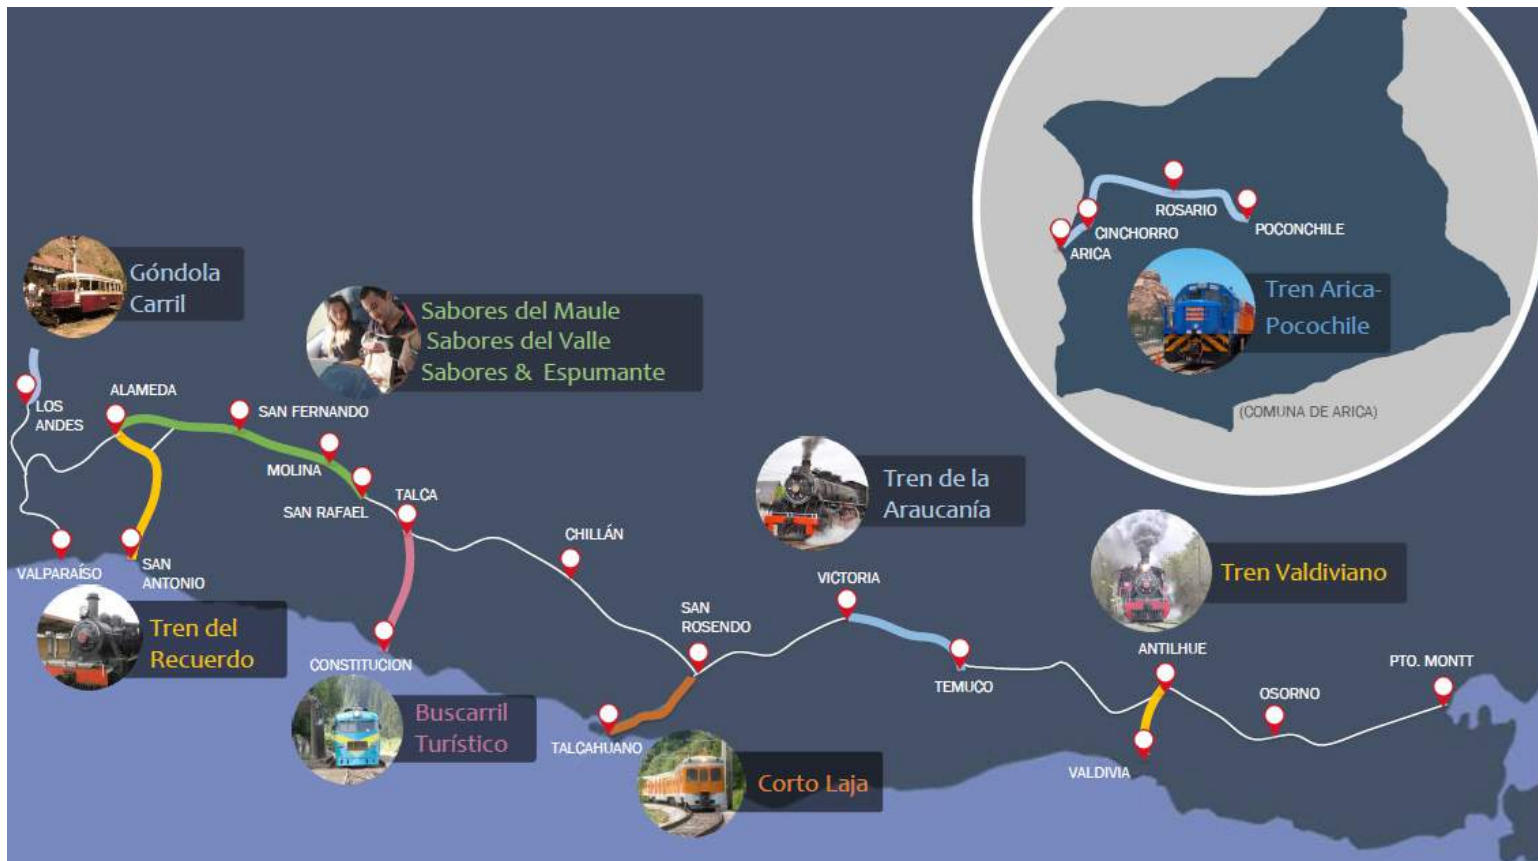 ROSARIO
POCONCHILE
CINCHORRO
ARICA
Tren Arica-
Pocochile
(COMUNA DE ARICA)
Góndola
Carril
Sabores del Maule
Sabores del Valle
Sabores & Espumante
LOS
ANDES
ALAMEDA
SAN FERNANDO
MOLINA
SAN RAFAEL
TALCA
CHILLÁN
Tren de la
Araucanía
VALPARAÍSO
SAN
ANTONIO
Tren del
Recuerdo
CONSTITUCION
Buscarril
Turístico
SAN
ROSENDO
TALCAHUANO
Corto Laja
VICTORIA
TEMUCO
Tren Valdiviano
ANTILHUE
VALDIVIA
OSORNO
PTO. MONTT